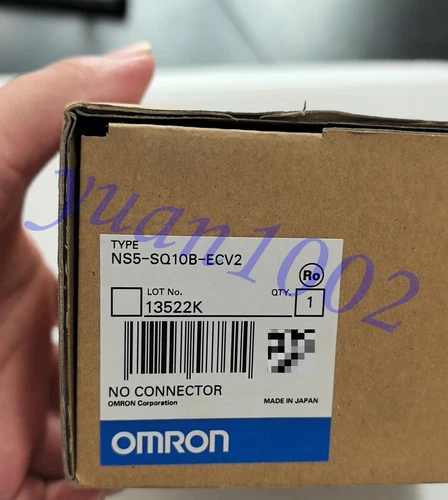 yuan1002
TYPE
NS5-SQ10B-ECV2
Ro
LOT No.
QTY.
13522K
1
NO CONNECTOR
OMRON Corporation
MADE IN JAPAN
OMRON